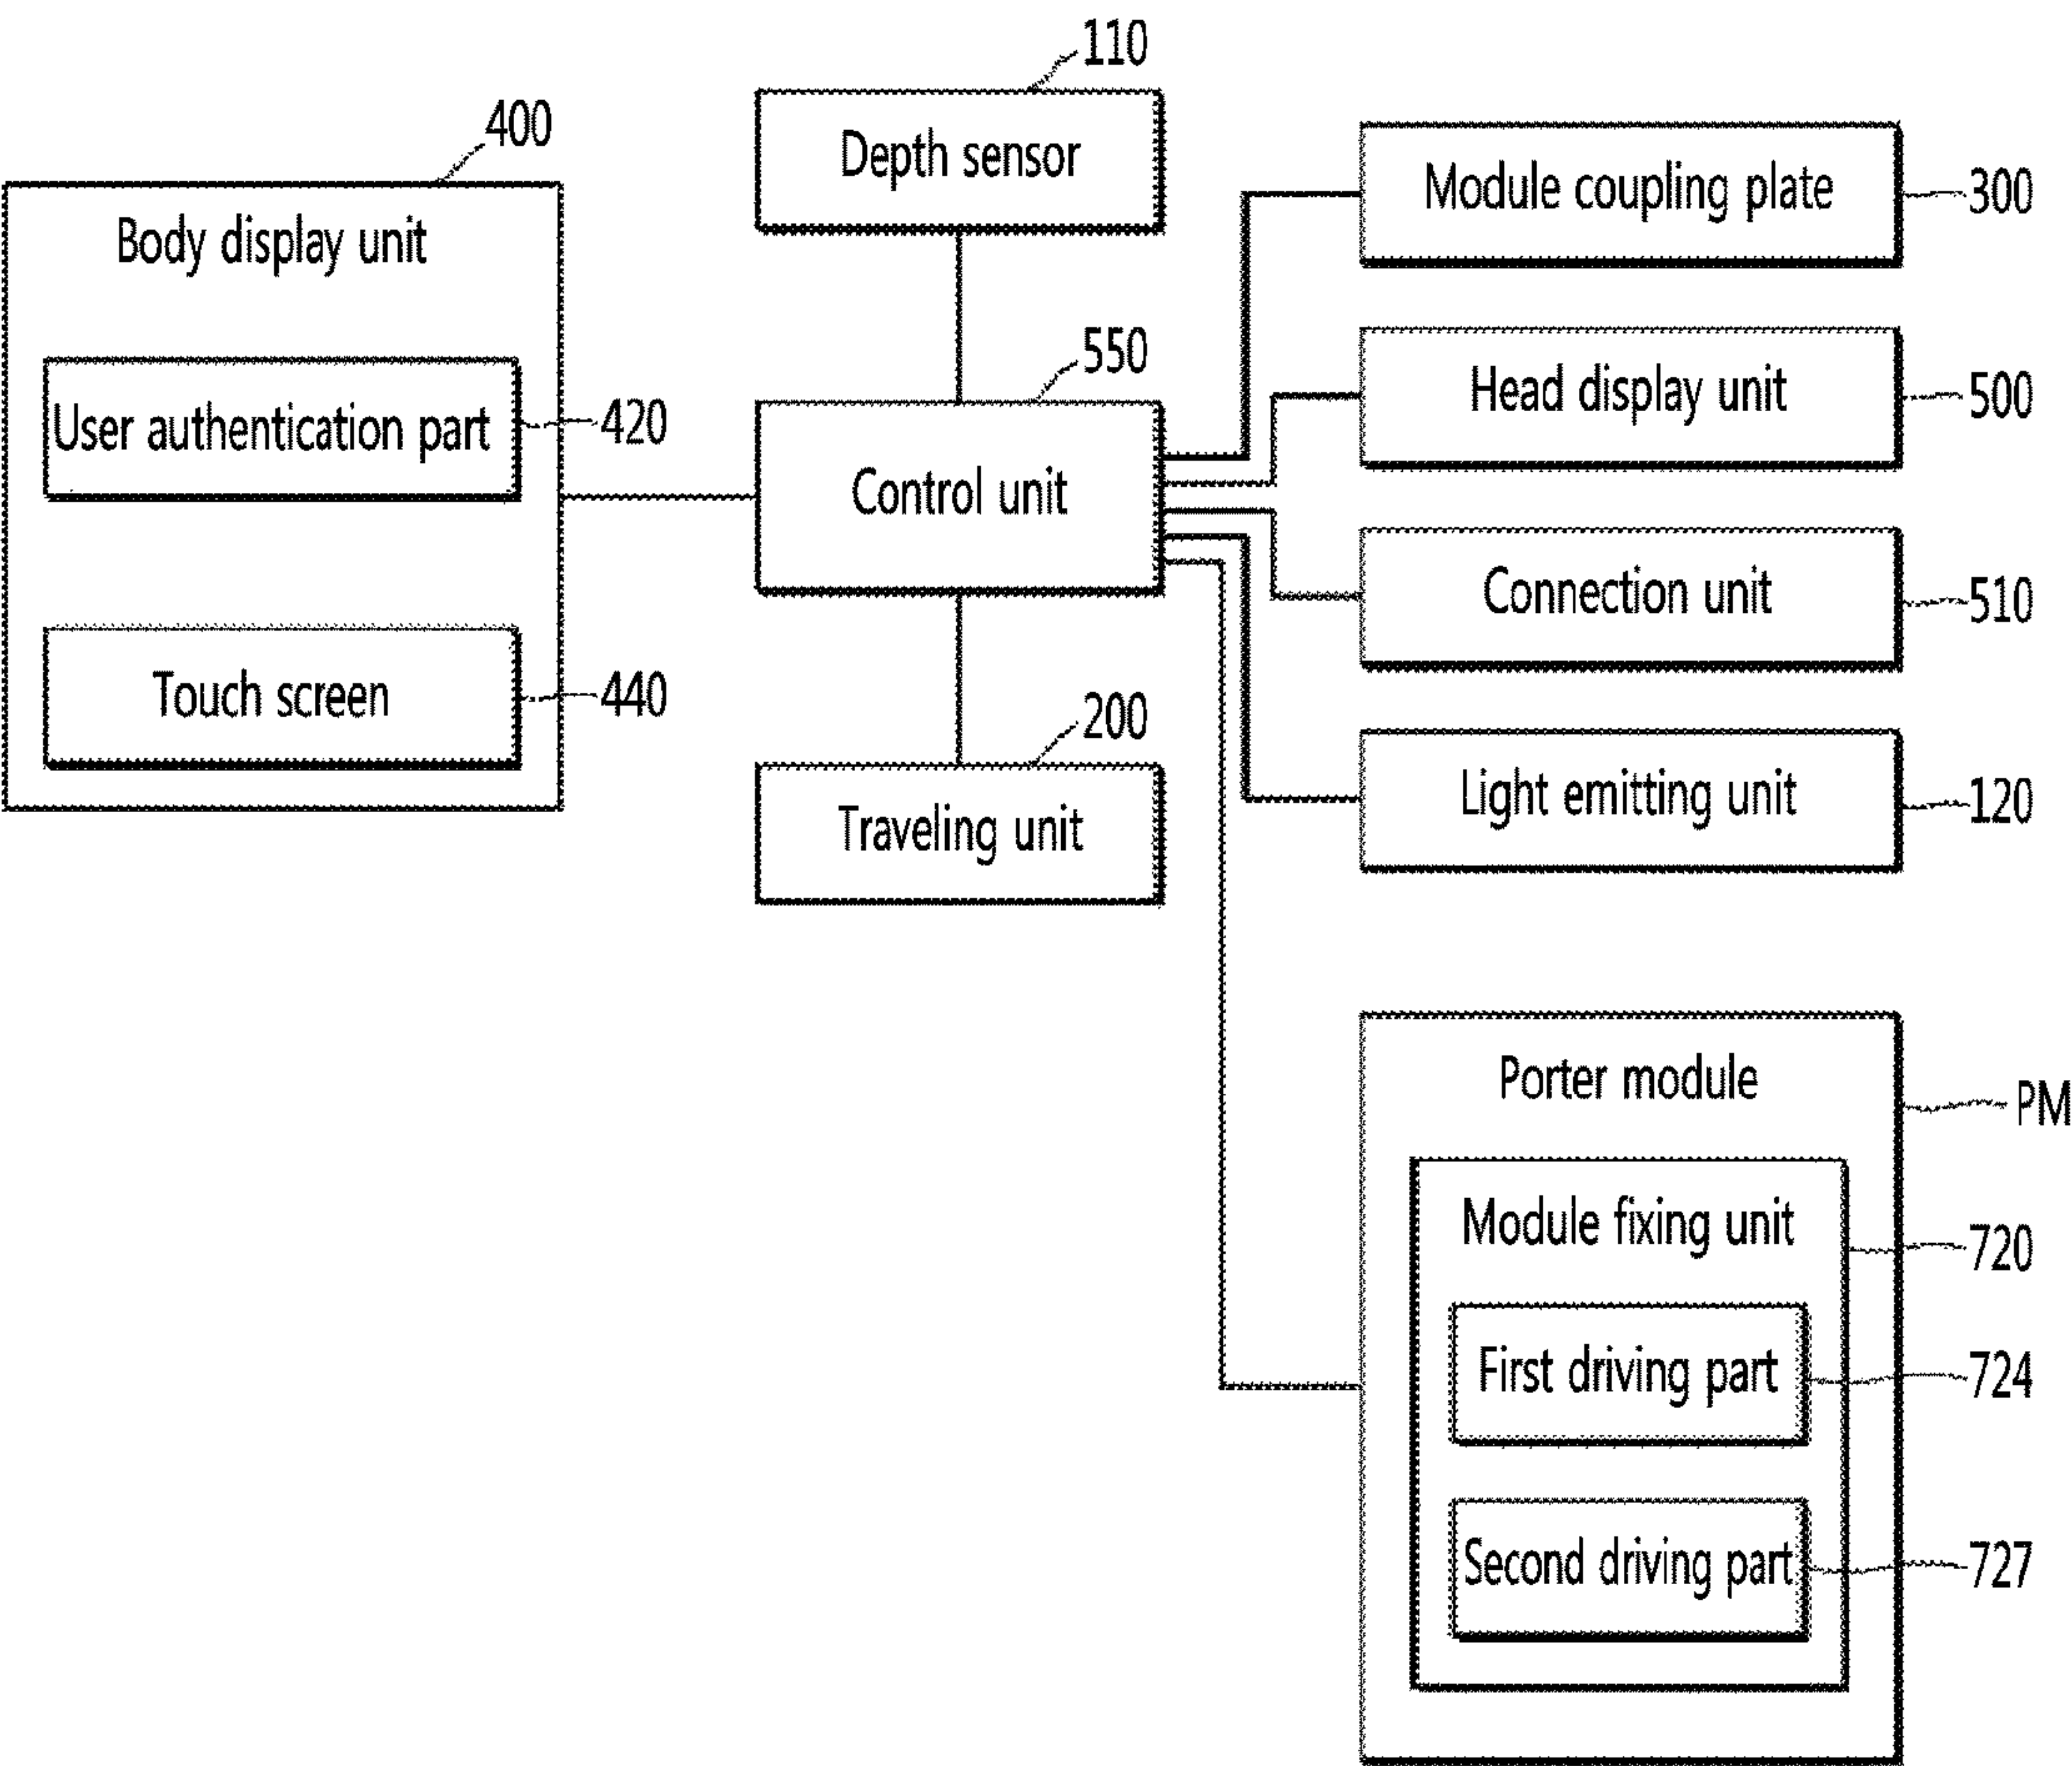 110
Depth sensor
400
Body display unit
User authentication part
420
Touch screen
440
550
Control unit
200
Traveling unit
Module coupling plate
300
Head display unit
500
Connection unit
510
Light emitting unit
120
Porter module
PM
Module fixing unit
720
First driving part
724
Second driving part
727